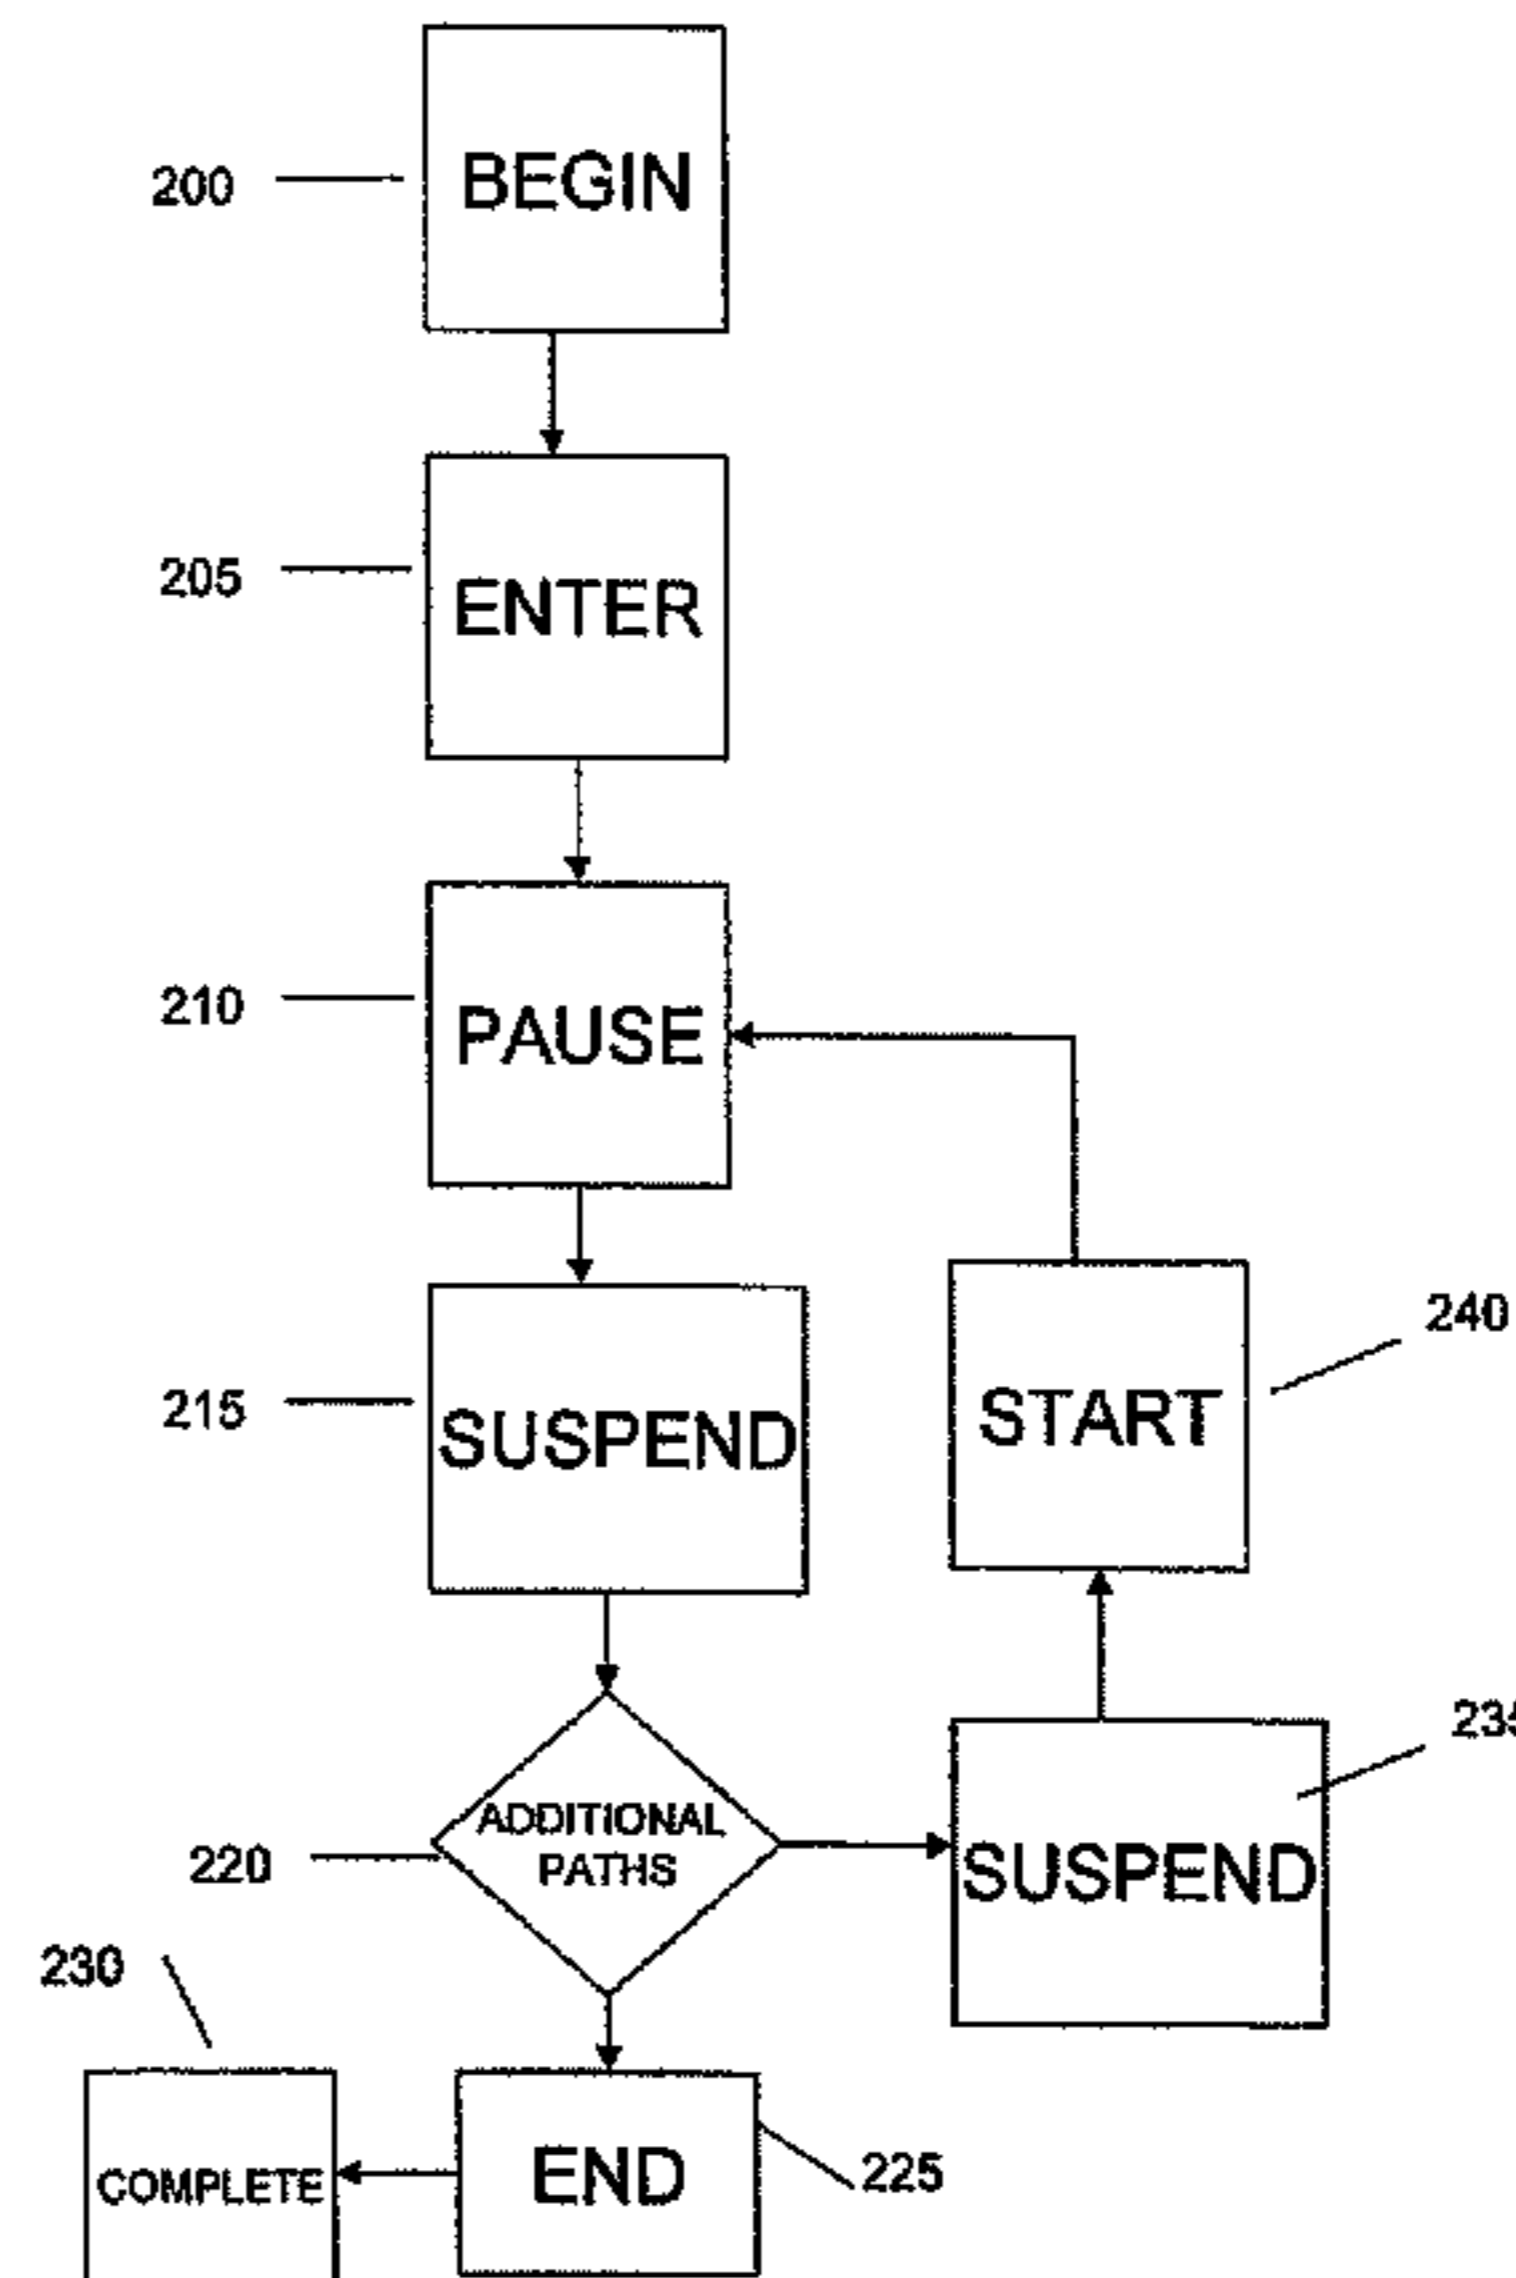 200
BEGIN
205
ENTER
210
PAUSE
215
SUSPEND
START
240
220
ADDITIONAL
PATHS
SUSPEND
230
COMPLETE
END
225